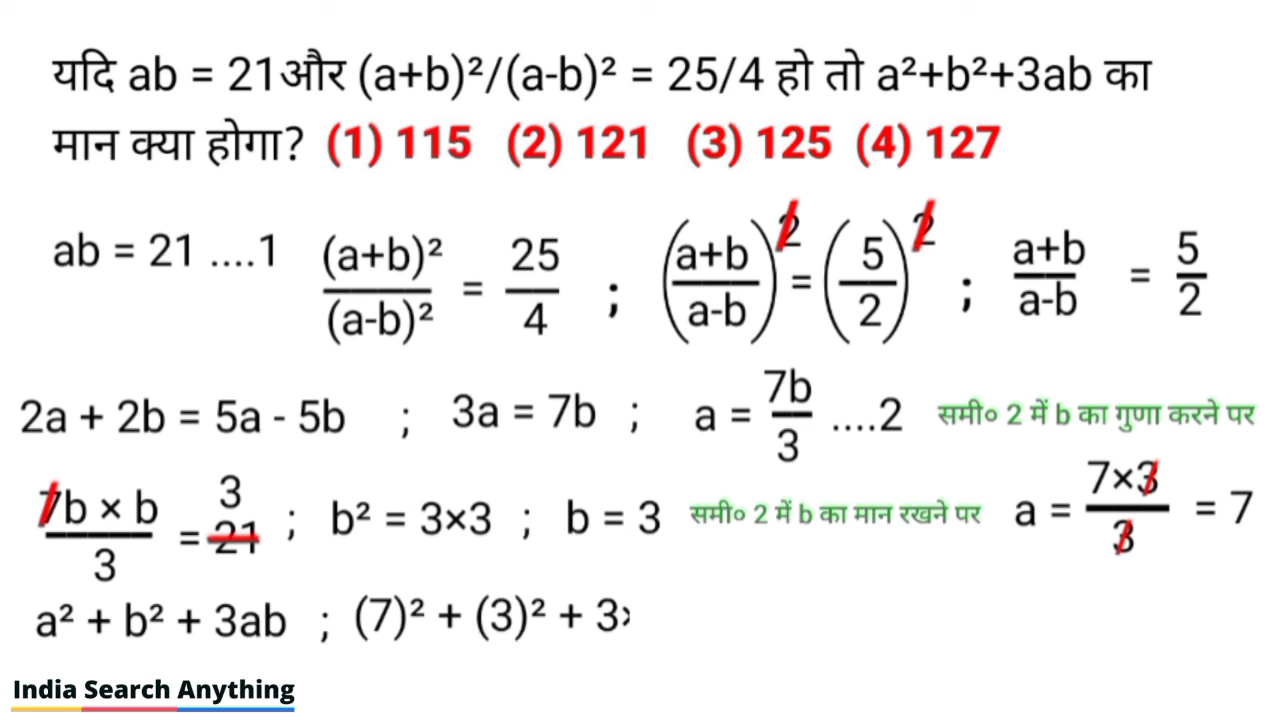 यदि ab = 21और (a+b)²/(a-b)² = 25/4 हो तो a²+b²+3ab का
मान क्या होगा? (1) 115 (2) 121 (3) 125 (4) 127
ab = 21 ....1 (a+b)²/(a-b)² = 25/4 ; (a+b/a-b)2 = (5/2)2 ; a+b/a-b = 5/2
2a + 2b = 5a - 5b ; 3a = 7b ; a = 7b/3 ....2 समी० 2 में b का गुणा करने पर
7b × b/3 = 3 21 ; b² = 3×3 ; b = 3 समी० 2 में b का मान रखने पर a = 7×3/3 = 7
a² + b² + 3ab ; (7)² + (3)² + 3
India Search Anything